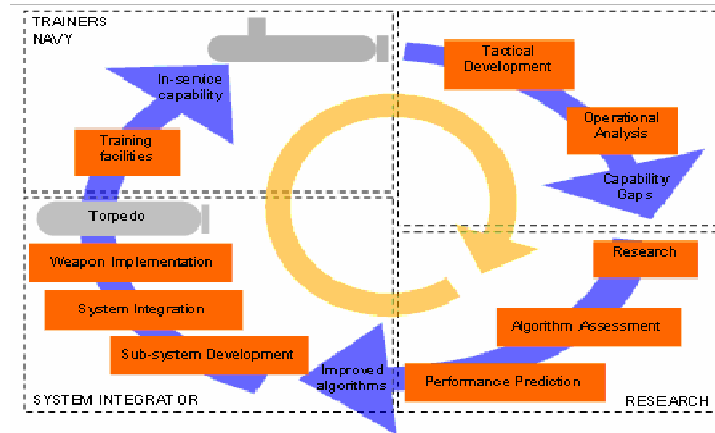 TRAINERS
NAVY
In-service
capability
Training
facilities
Tactical
Development
Operational
Analysis
Capability
Gaps
Torpedo
Weapon Implementation
System Integration
Sub-system Development
SYSTEM INTEGRATOR
Improved
algorithms
Research
Algorithm Assessment
Performance Prediction
RESEARCH